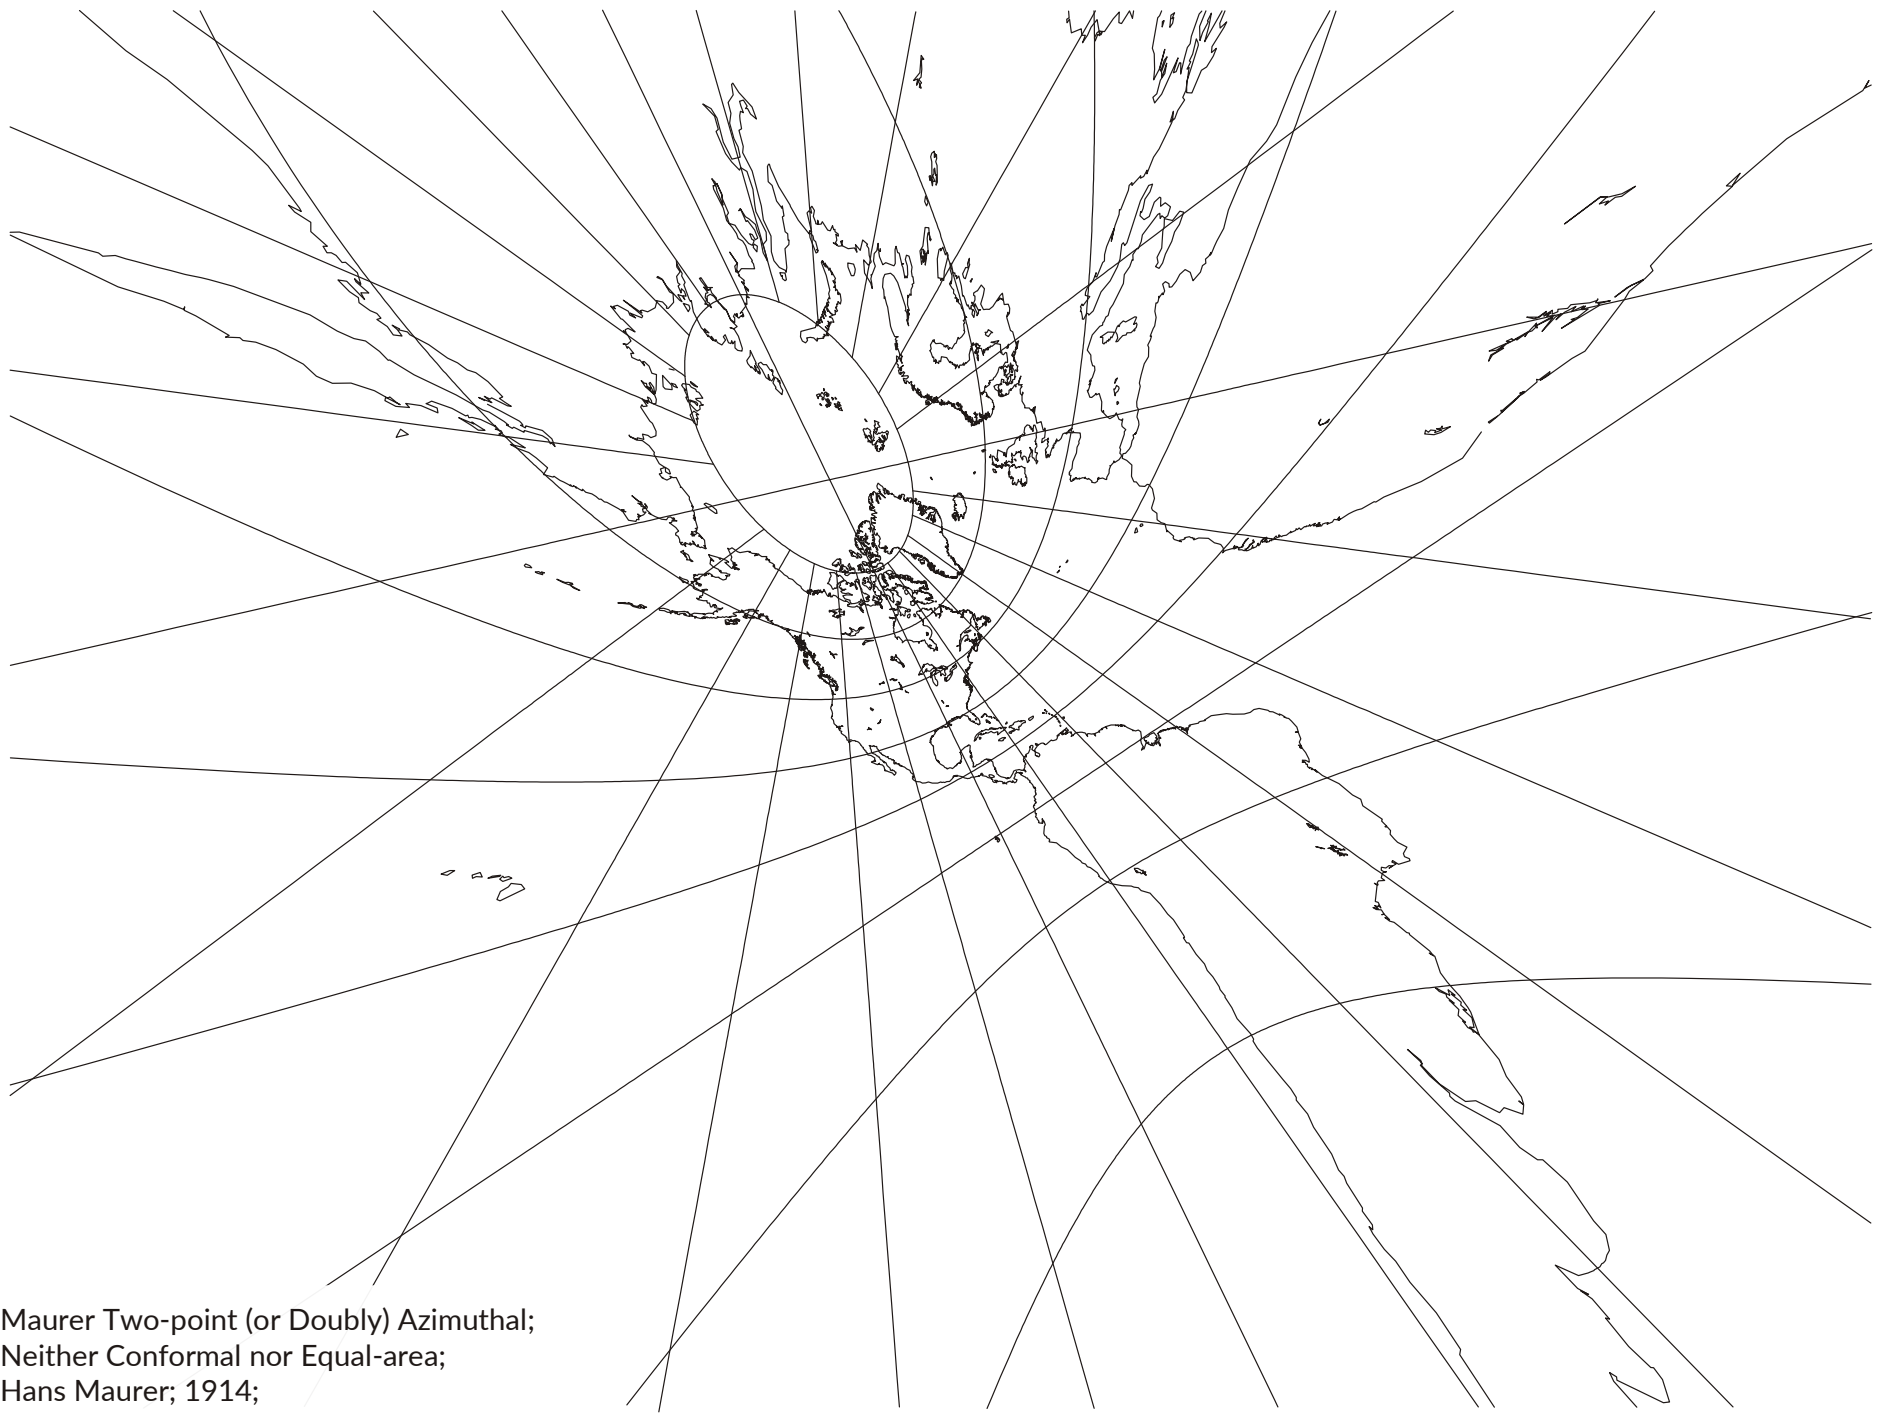 Maurer Two-point (or Doubly) Azimuthal;
Neither Conformal nor Equal-area;
Hans Maurer; 1914;